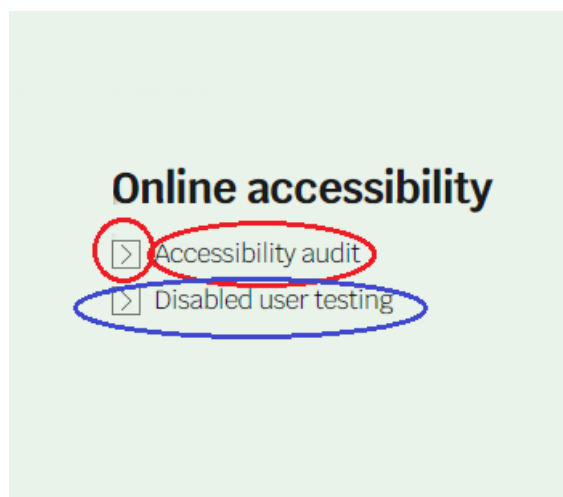 Online accessibility
Accessibility audit
Disabled user testing